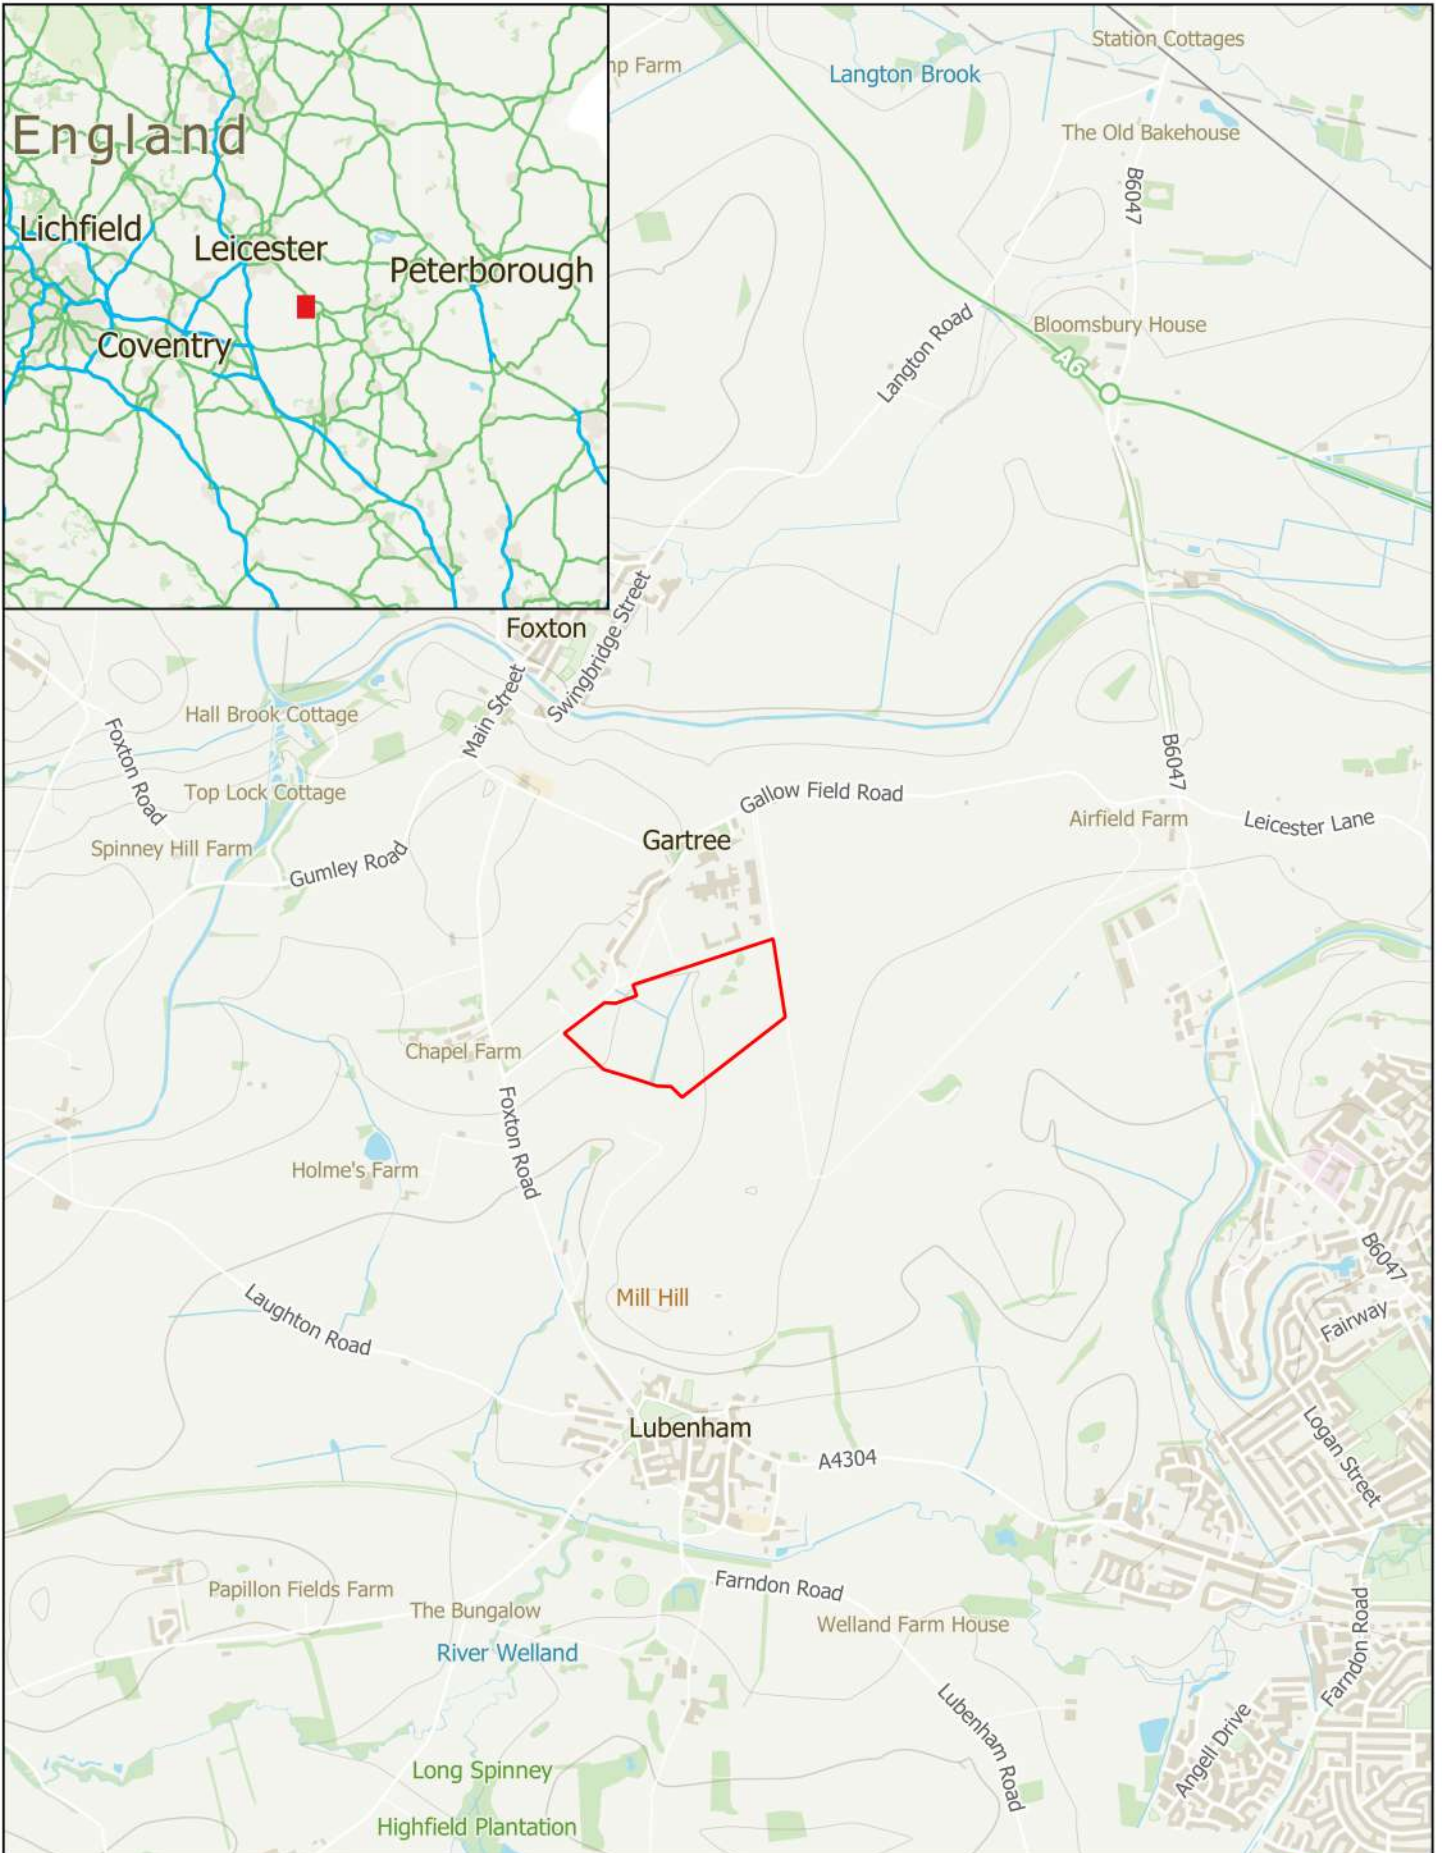 England
Lichfield
Leicester
Peterborough
Coventry
Farm
Langton Brook
Station Cottages
The Old Bakehouse
B6047
Langton Road
Bloomsbury House
A6
Foxton
Swingbridge Street
Main Street
Hall Brook Cottage
Foxton Road
Top Lock Cottage
Spinney Hill Farm
Gumley Road
Gallow Field Road
Gartree
B6047
Airfield Farm
Leicester Lane
Chapel Farm
Foxton Road
Holme's Farm
Laughton Road
Mill Hill
B6047
Fairway
Lubenham
A4304
Logan Street
Papillon Fields Farm
The Bungalow
River Welland
Farndon Road
Welland Farm House
Farndon Road
Lubenham Road
Angell Drive
Long Spinney
Highfield Plantation